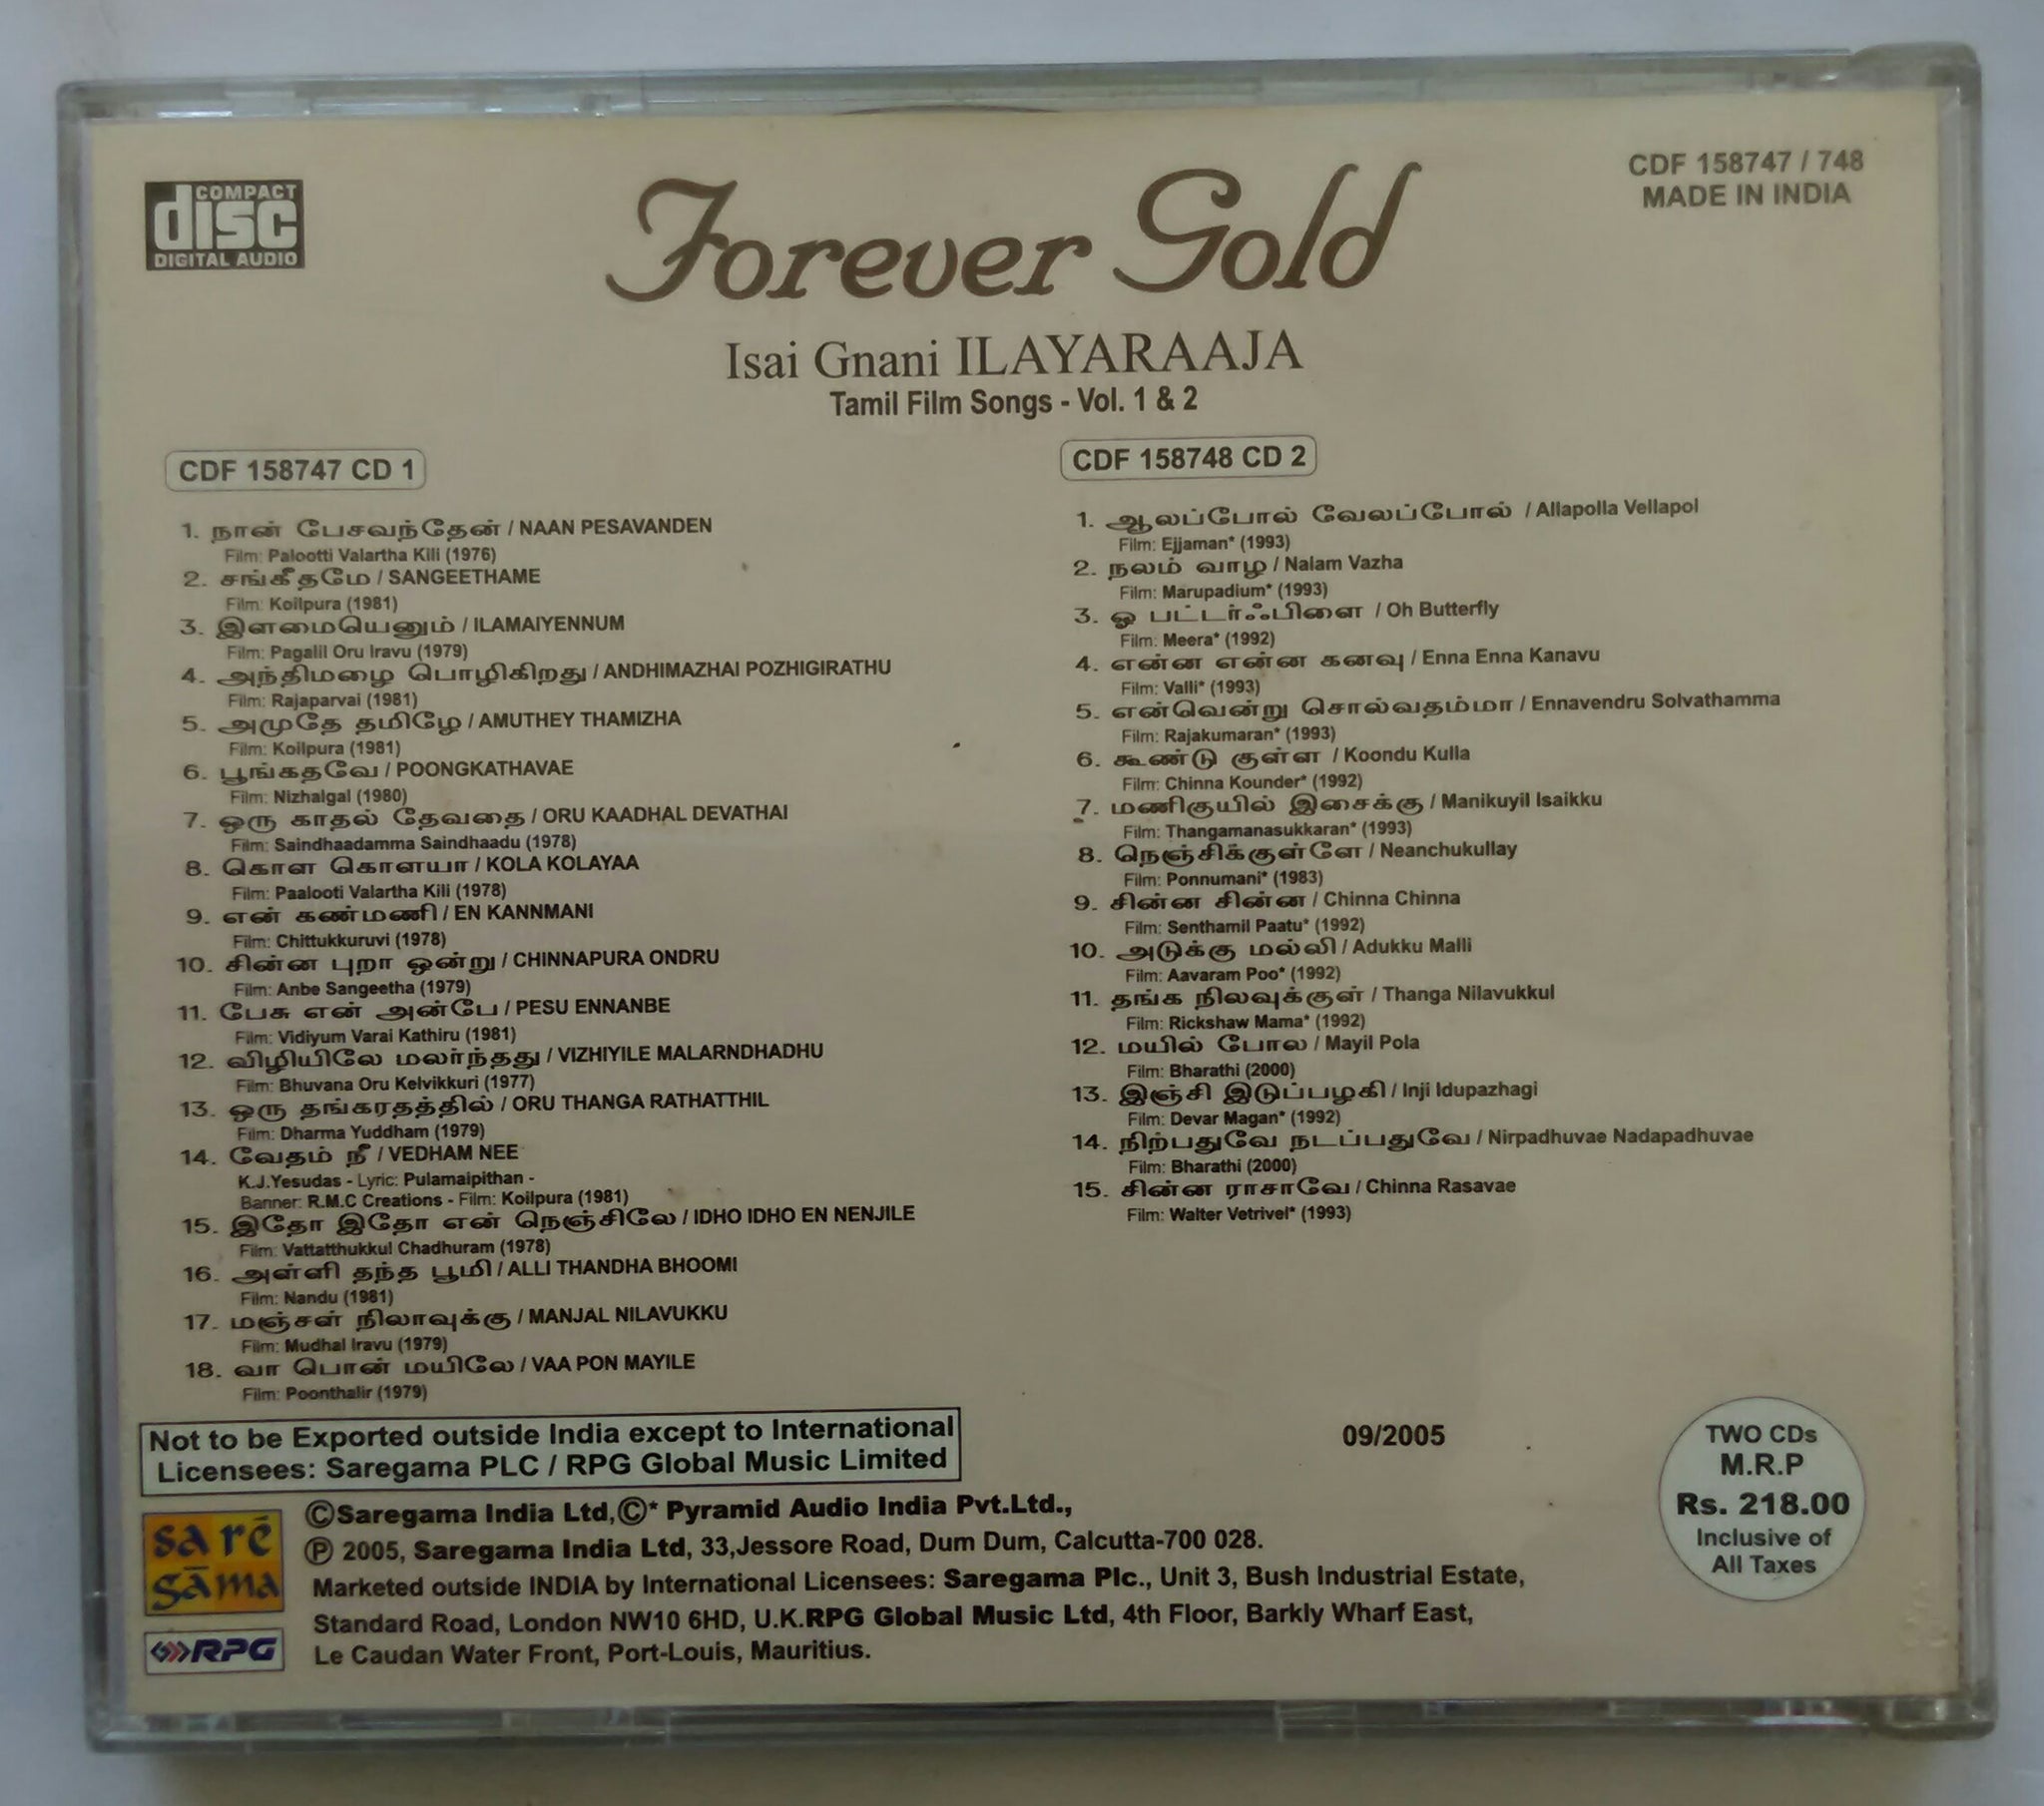 COMPACT
disc
DIGITAL AUDIO
Forever Gold
CDF 158747 / 748
MADE IN INDIA
Isai Gnani ILAYARAAJA
Tamil Film Songs - Vol. 1 & 2
CDF 158747 CD 1
1. நான் பேசவந்தேன் / NAAN PESAVANDEN
Film: Palootti Valartha Kili (1976)
2. சங்கீதமே / SANGEETHAME
Film: Koilpura (1981)
3. இளமையெனும் / ILAMAIYENNUM
Film: Pagalil Oru Iravu (1979)
4. அந்திமழை பொழிகிறது / ANDHIMAZHAI POZHIGIRATHU
Film: Rajaparvai (1981)
5. அமுதே தமிழே / AMUTHEY THAMIZHA
Film: Koilpura (1981)
6. பூங்கதவே / POONGKATHAVAE
Film: Nizhalgal (1980)
7. ஒரு காதல் தேவதை / ORU KAADHAL DEVATHAI
Film: Saindhaadamma Saindhaadu (1978)
8. கொள கொளயா / KOLA KOLAYAA
Film: Paalooti Valartha Kili (1978)
9. என் கண்மணி / EN KANNMANI
Film: Chittukkuruvi (1978)
10. சின்ன புறா ஒன்று / CHINNAPURA ONDRU
Film: Anbe Sangeetha (1979)
11. பேசு என் அன்பே / PESU ENNANBE
Film: Vidiyum Varai Kathiru (1981)
12. விழியிலே மலர்ந்தது / VIZHIYILE MALARNDHADHU
Film: Bhuvana Oru Kelvikkuri (1977)
13. ஒரு தங்கரதத்தில் / ORU THANGA RATHATTHIL
Film: Dharma Yuddham (1979)
14. வேதம் நீ / VEDHAM NEE
K.J.Yesudas - Lyric: Pulamaipithan -
Banner: R.M.C Creations - Film: Koilpura (1981)
15. இதோ இதோ என் நெஞ்சிலே / IDHO IDHO EN NENJILE
Film: Vattatthukkul Chadhuram (1978)
16. அள்ளி தந்த பூமி / ALLI THANDHA BHOOMI
Film: Nandu (1981)
17. மஞ்சள் நிலாவுக்கு / MANJAL NILAVUKKU
Film: Mudhal Iravu (1979)
18. வா பொன் மயிலே / VAA PON MAYILE
Film: Poonthalir (1979)
CDF 158748 CD 2
1. ஆலப்போல் வேலப்போல் / Allapolla Vellapol
Film: Ejjaman* (1993)
2. நலம் வாழ / Nalam Vazha
Film: Marupadium* (1993)
3. ஓ பட்டர்ஃபிளை / Oh Butterfly
Film: Meera* (1992)
4. என்ன என்ன கனவு / Enna Enna Kanavu
Film: Valli* (1993)
5. என்வென்று சொல்வதம்மா / Ennavendru Solvathamma
Film: Rajakumaran* (1993)
6. கூண்டு குள்ள / Koondu Kulla
Film: Chinna Kounder* (1992)
7. மணிகுயில் இசைக்கு / Manikuyil Isaikku
Film: Thangamanasukkaran* (1993)
8. நெஞ்சிக்குள்ளே / Neanchukullay
Film: Ponnumani* (1983)
9. சின்ன சின்ன / Chinna Chinna
Film: Senthamil Paatu* (1992)
10. அடுக்கு மல்லி / Adukku Malli
Film: Aavaram Poo* (1992)
11. தங்க நிலவுக்குள் / Thanga Nilavukkul
Film: Rickshaw Mama* (1992)
12. மயில் போல / Mayil Pola
Film: Bharathi (2000)
13. இஞ்சி இடுப்பழகி / Inji Idupazhagi
Film: Devar Magan* (1992)
14. நிற்பதுவே நடப்பதுவே / Nirpadhuvae Nadapadhuvae
Film: Bharathi (2000)
15. சின்ன ராசாவே / Chinna Rasavae
Film: Walter Vetrivel* (1993)
Not to be Exported outside India except to International
Licensees: Saregama PLC / RPG Global Music Limited
09/2005
TWO CDs
M.R.P
Rs. 218.00
Inclusive of
All Taxes
sa rē
gāma
RPG
©Saregama India Ltd,©* Pyramid Audio India Pvt.Ltd.,
℗ 2005, Saregama India Ltd, 33,Jessore Road, Dum Dum, Calcutta-700 028.
Marketed outside INDIA by International Licensees: Saregama Plc., Unit 3, Bush Industrial Estate,
Standard Road, London NW10 6HD, U.K.RPG Global Music Ltd, 4th Floor, Barkly Wharf East,
Le Caudan Water Front, Port-Louis, Mauritius.